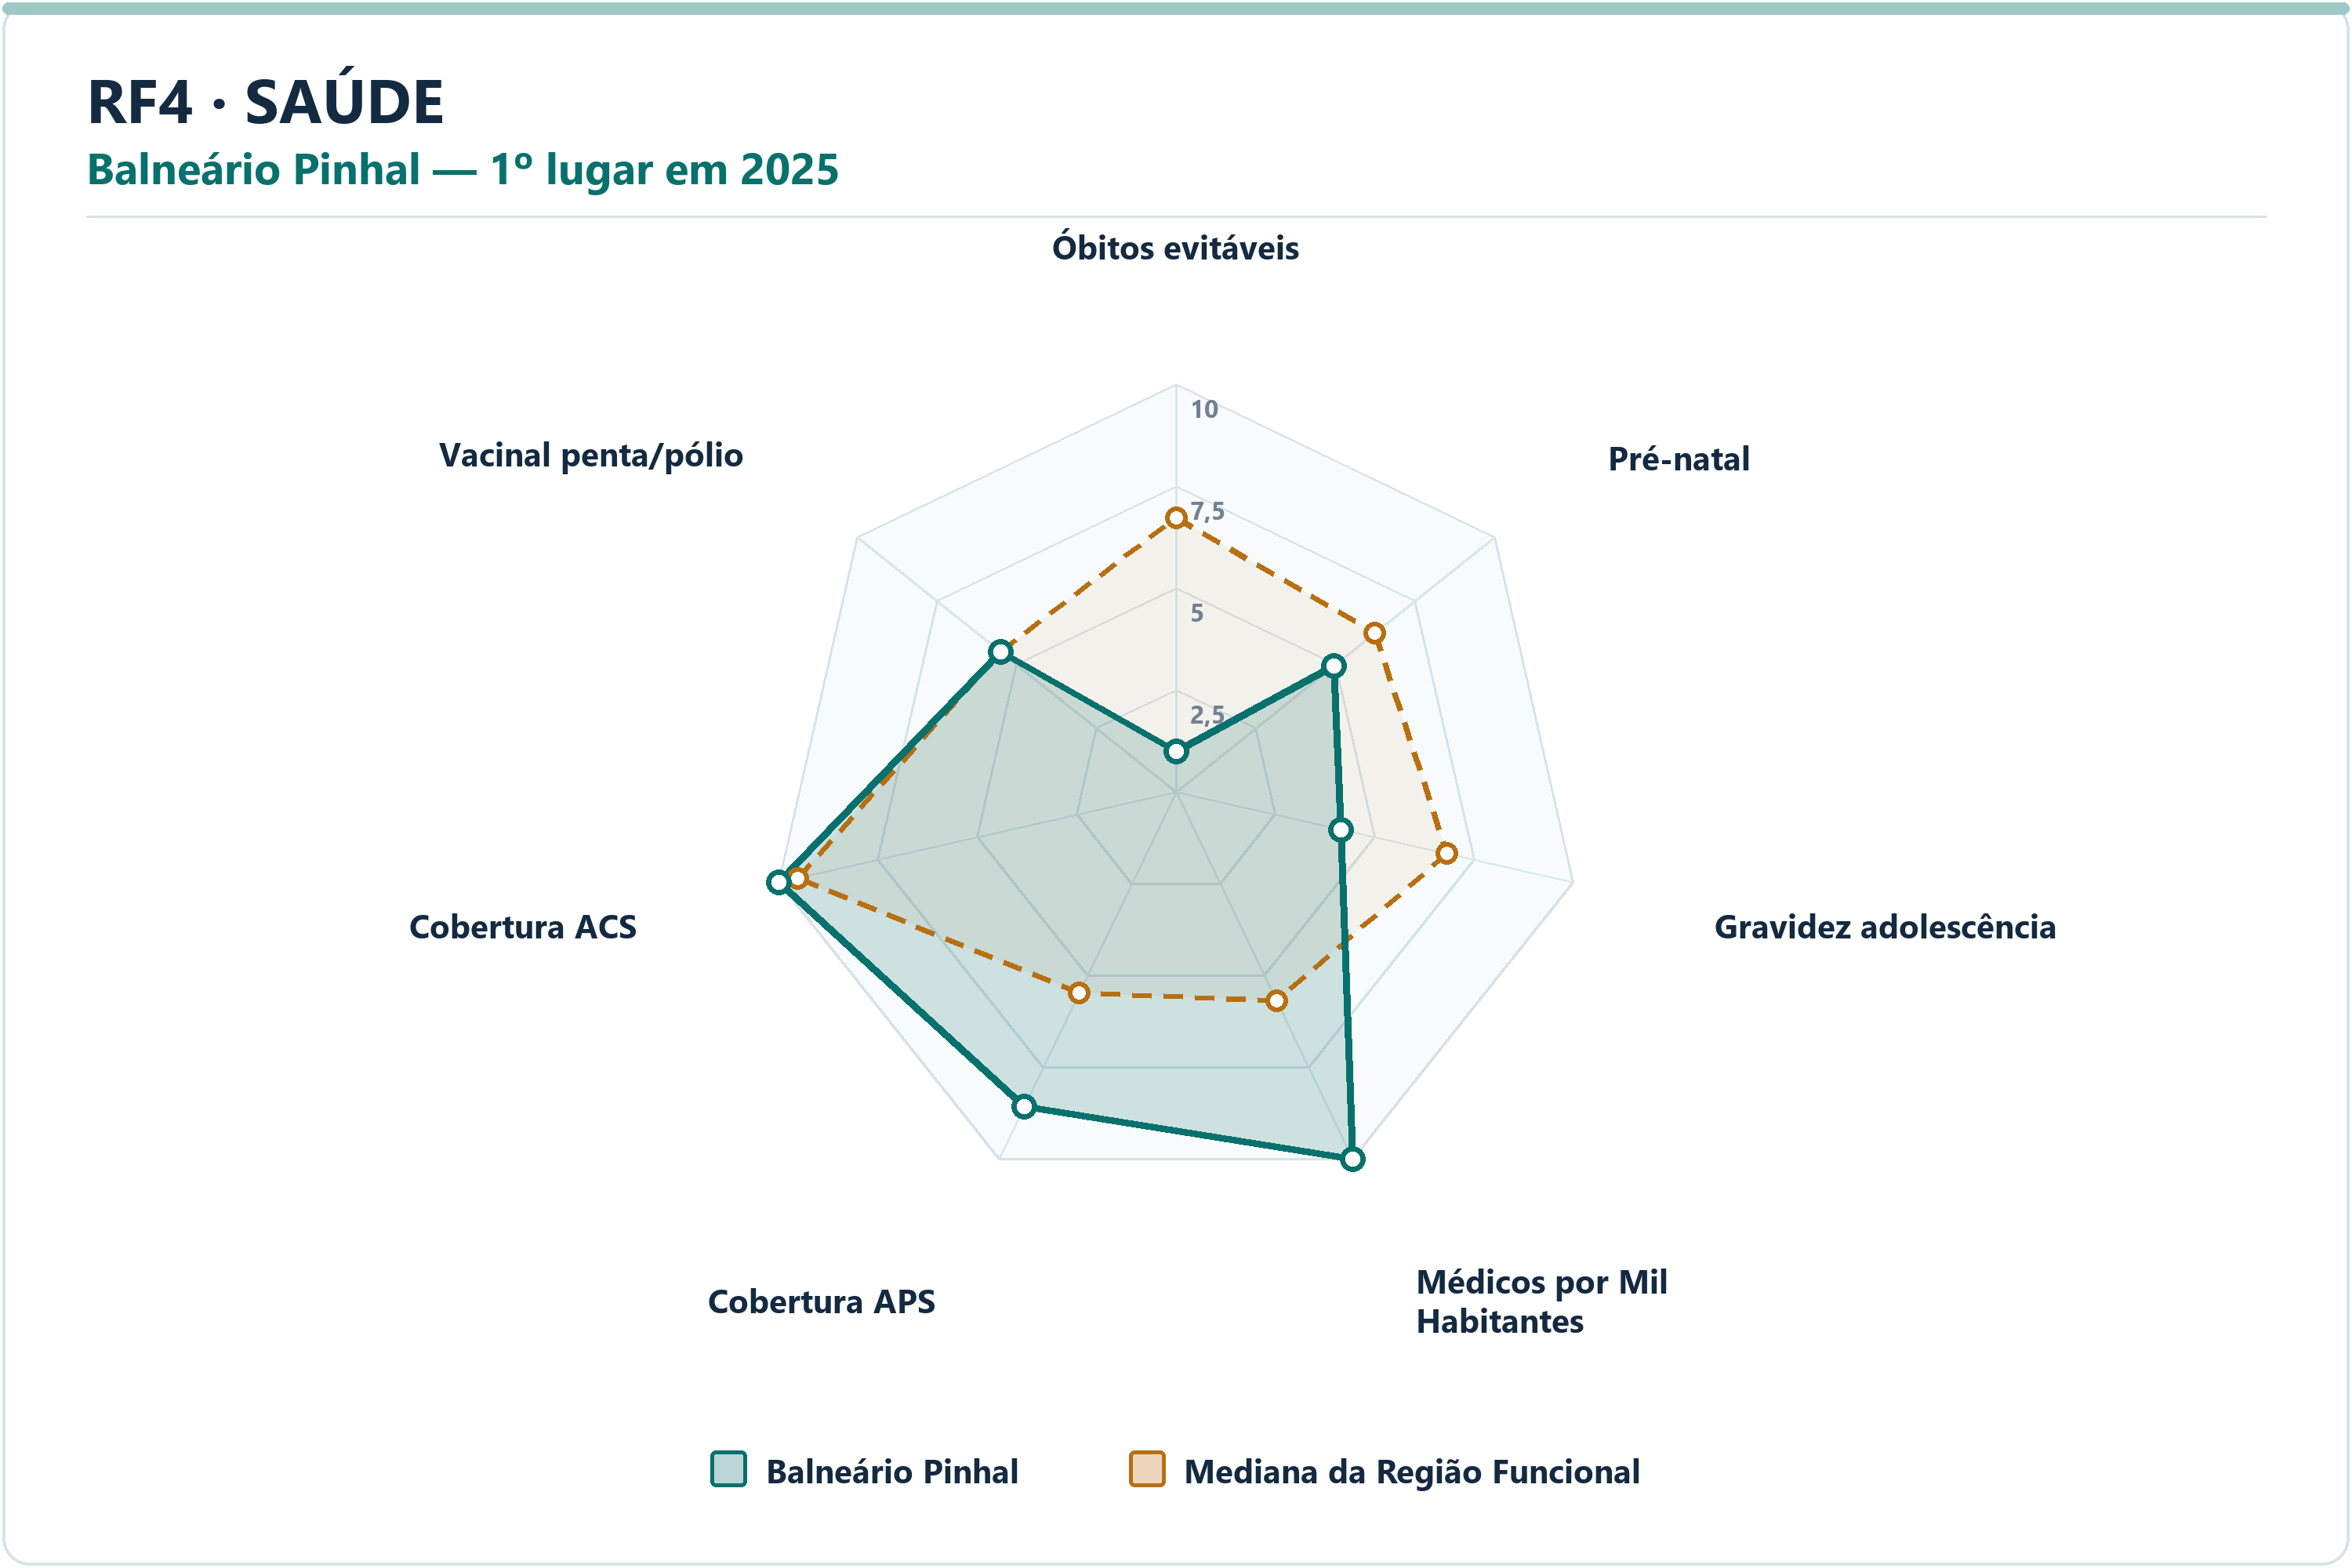 RF4 · SAÚDE
Balneário Pinhal — 1º lugar em 2025
Óbitos evitáveis
10
Vacinal penta/pólio
Pré-natal
7,5
5
2,5
Cobertura ACS
Gravidez adolescência
Cobertura APS
Médicos por Mil
Habitantes
Balneário Pinhal
Mediana da Região Funcional